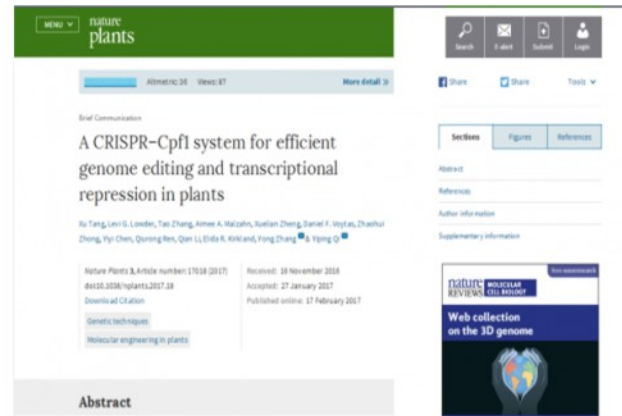 MENU
nature
plants
Search
E-alert
Submit
Login
Altmetric: 36 Views: 87
More detail
Share
Share
Tools
Brief Communication
A CRISPR–Cpf1 system for efficient
genome editing and transcriptional
repression in plants
Xu Tang, Levi G. Lowder, Tao Zhang, Aimee A. Malzahn, Xuelian Zheng, Daniel F. Voytas, Zhaohui
Zhong, Yiyi Chen, Qiurong Ren, Qian Li, Elida R. Kirkland, Yong Zhang & Yiping Qi
Nature Plants 3, Article number: 17018 (2017)
doi:10.1038/nplants.2017.18
Download Citation
Received: 16 November 2016
Accepted: 27 January 2017
Published online: 17 February 2017
Genetic techniques
Molecular engineering in plants
Abstract
Sections
Figures
References
Abstract
References
Author information
Supplementary information
nature
REVIEWS
MOLECULAR
CELL BIOLOGY
Web collection
on the 3D genome